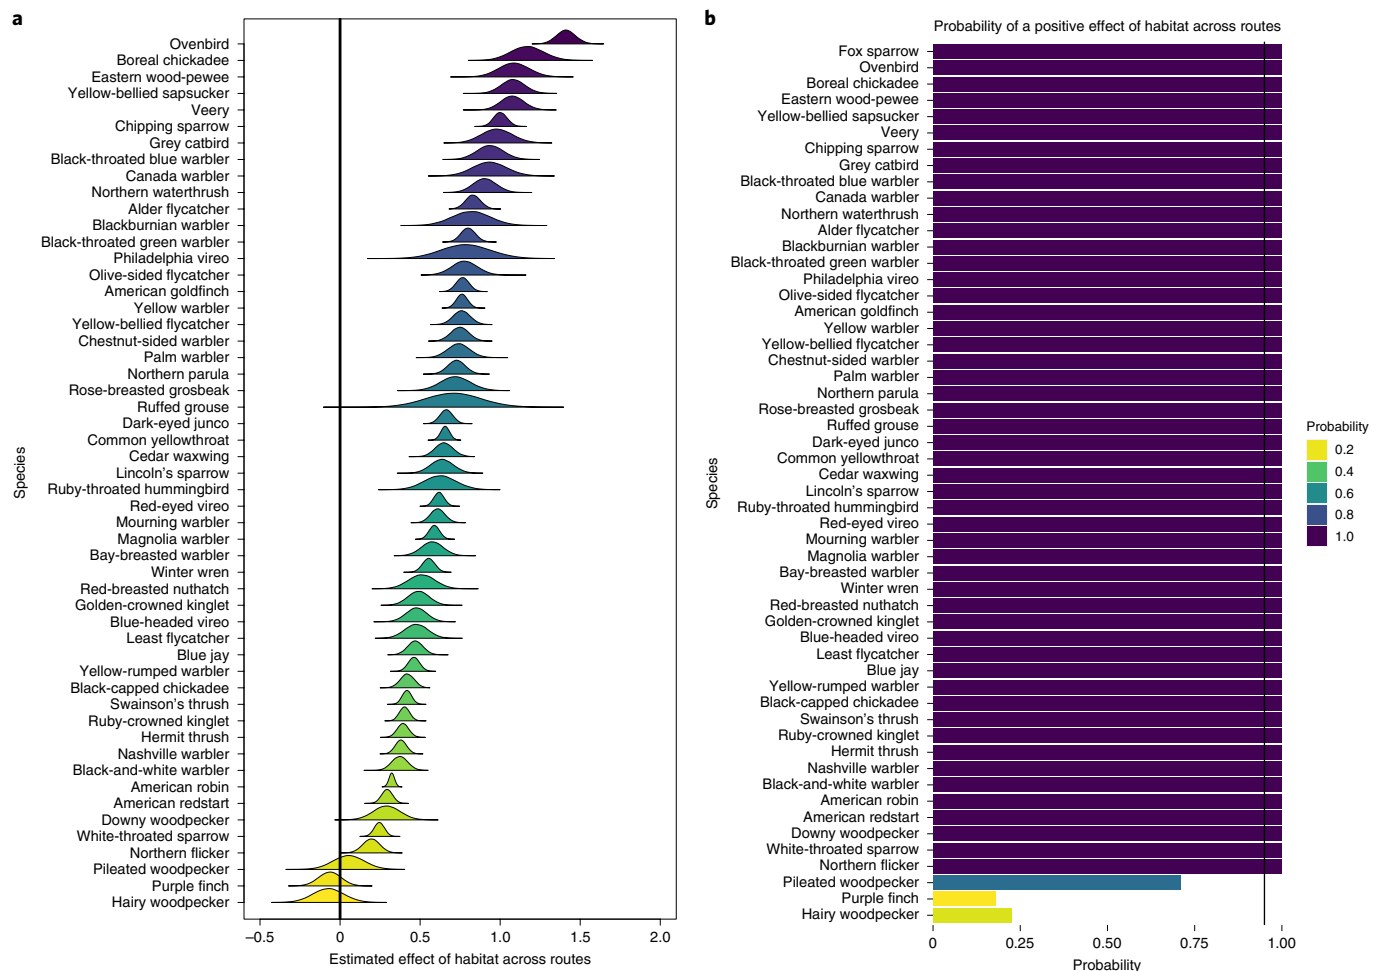 a
Ovenbird
Boreal chickadee
Eastern wood-pewee
Yellow-bellied sapsucker
Veery
Chipping sparrow
Grey catbird
Black-throated blue warbler
Canada warbler
Northern waterthrush
Alder flycatcher
Blackburnian warbler
Black-throated green warbler
Philadelphia vireo
Olive-sided flycatcher
American goldfinch
Yellow warbler
Yellow-bellied flycatcher
Chestnut-sided warbler
Palm warbler
Northern parula
Rose-breasted grosbeak
Ruffed grouse
Dark-eyed junco
Common yellowthroat
Cedar waxwing
Lincoln's sparrow
Ruby-throated hummingbird
Red-eyed vireo
Mourning warbler
Magnolia warbler
Bay-breasted warbler
Winter wren
Red-breasted nuthatch
Golden-crowned kinglet
Blue-headed vireo
Least flycatcher
Blue jay
Yellow-rumped warbler
Black-capped chickadee
Swainson's thrush
Ruby-crowned kinglet
Hermit thrush
Nashville warbler
Black-and-white warbler
American robin
American redstart
Downy woodpecker
White-throated sparrow
Northern flicker
Pileated woodpecker
Purple finch
Hairy woodpecker
Species
−0.5 0 0.5 1.0 1.5 2.0
Estimated effect of habitat across routes
b
Probability of a positive effect of habitat across routes
Fox sparrow
Ovenbird
Boreal chickadee
Eastern wood-pewee
Yellow-bellied sapsucker
Veery
Chipping sparrow
Grey catbird
Black-throated blue warbler
Canada warbler
Northern waterthrush
Alder flycatcher
Blackburnian warbler
Black-throated green warbler
Philadelphia vireo
Olive-sided flycatcher
American goldfinch
Yellow warbler
Yellow-bellied flycatcher
Chestnut-sided warbler
Palm warbler
Northern parula
Rose-breasted grosbeak
Ruffed grouse
Dark-eyed junco
Common yellowthroat
Cedar waxwing
Lincoln's sparrow
Ruby-throated hummingbird
Red-eyed vireo
Mourning warbler
Magnolia warbler
Bay-breasted warbler
Winter wren
Red-breasted nuthatch
Golden-crowned kinglet
Blue-headed vireo
Least flycatcher
Blue jay
Yellow-rumped warbler
Black-capped chickadee
Swainson's thrush
Ruby-crowned kinglet
Hermit thrush
Nashville warbler
Black-and-white warbler
American robin
American redstart
Downy woodpecker
White-throated sparrow
Northern flicker
Pileated woodpecker
Purple finch
Hairy woodpecker
Species
0 0.25 0.50 0.75 1.00
Probability
Probability
0.2
0.4
0.6
0.8
1.0